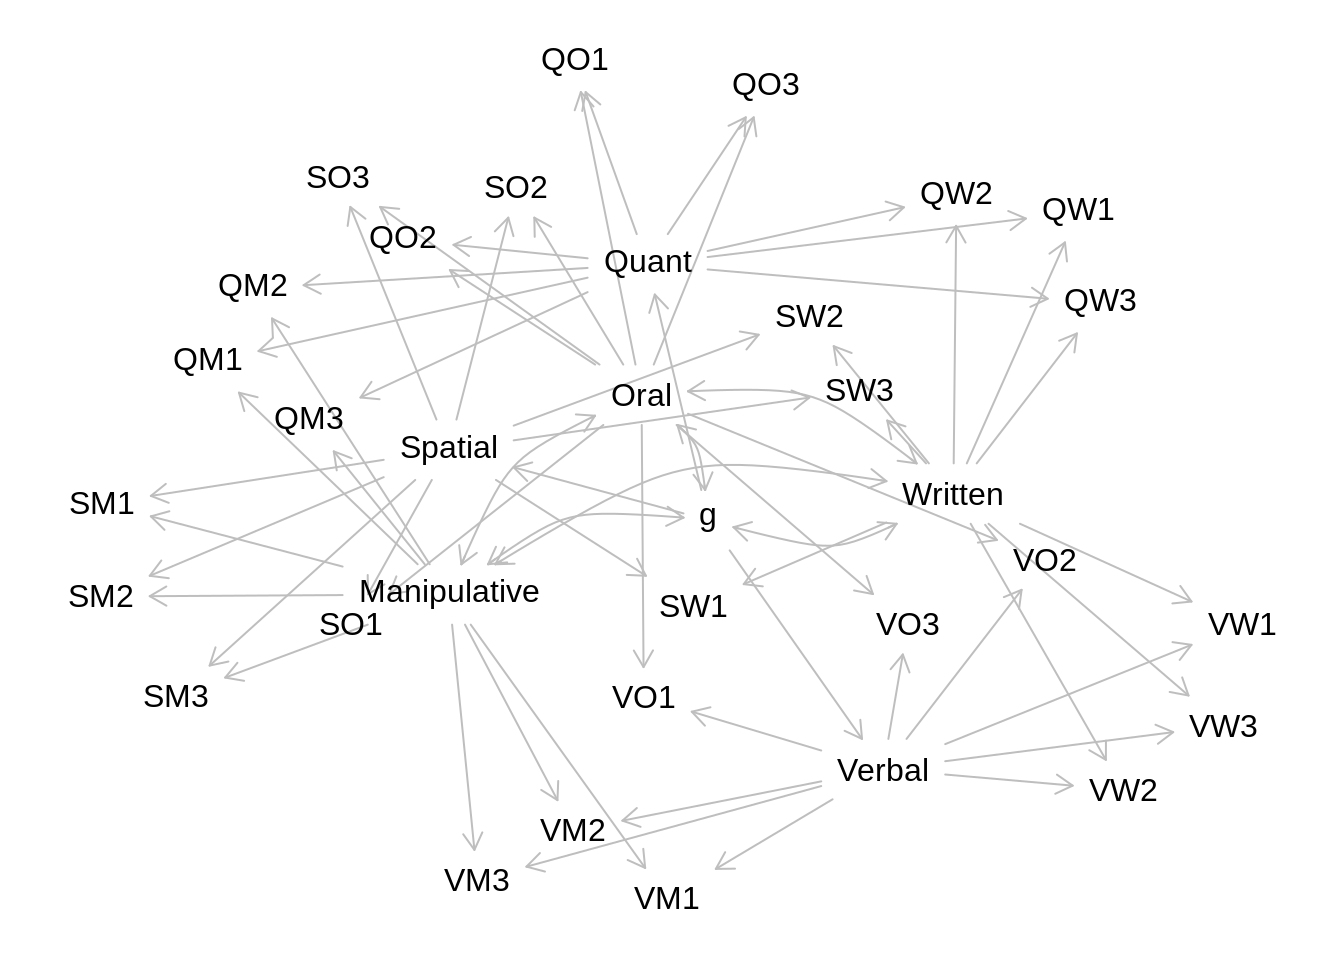 QO1
QO3
SO3
SO2
QW2
QW1
QO2
Quant
QM2
QW3
SW2
QM1
SW3
Oral
QM3
Spatial
SM1
Written
g
VO2
Manipulative
SM2
SW1
SO1
VO3
VW1
SM3
VO1
VW3
Verbal
VW2
VM2
VM3
VM1